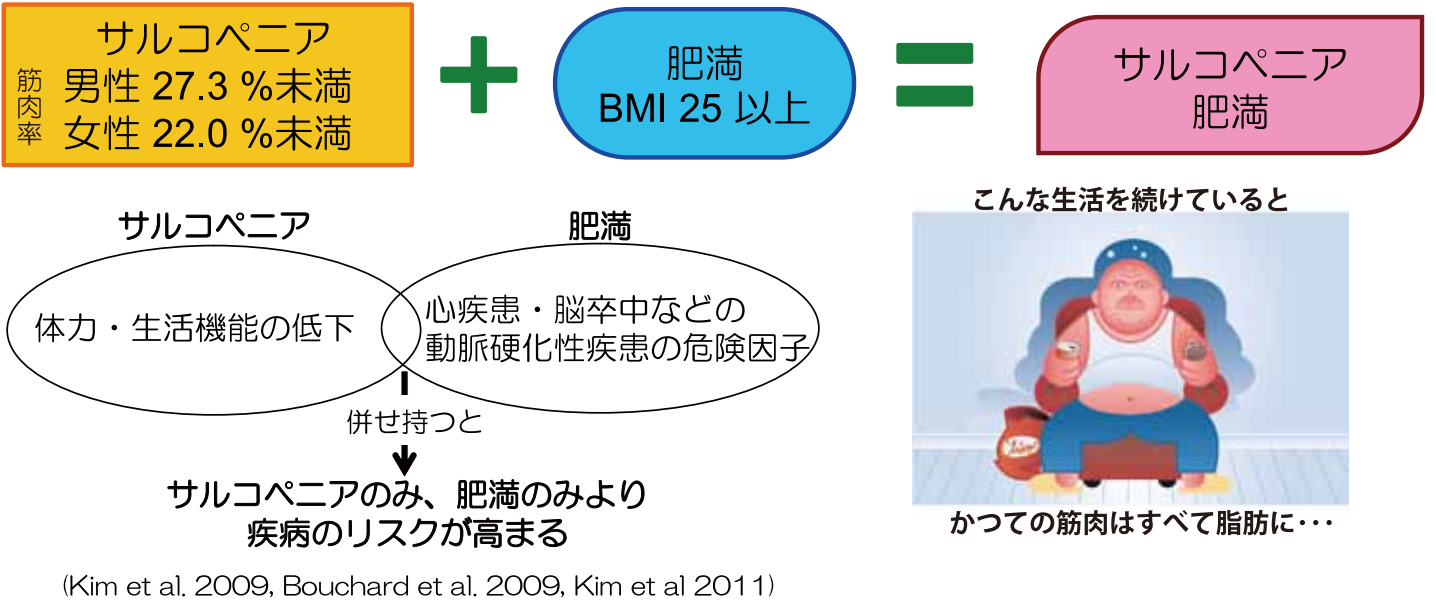 サルコペニア
筋肉率
男性 27.3 %未満
女性 22.0 %未満
+
肥満
BMI 25 以上
=
サルコペニア
肥満
サルコペニア
肥満
体力・生活機能の低下
心疾患・脳卒中などの
動脈硬化性疾患の危険因子
併せ持つと
サルコペニアのみ、肥満のみより
疾病のリスクが高まる
(Kim et al. 2009, Bouchard et al. 2009, Kim et al 2011)
こんな生活を続けていると
かつての筋肉はすべて脂肪に・・・